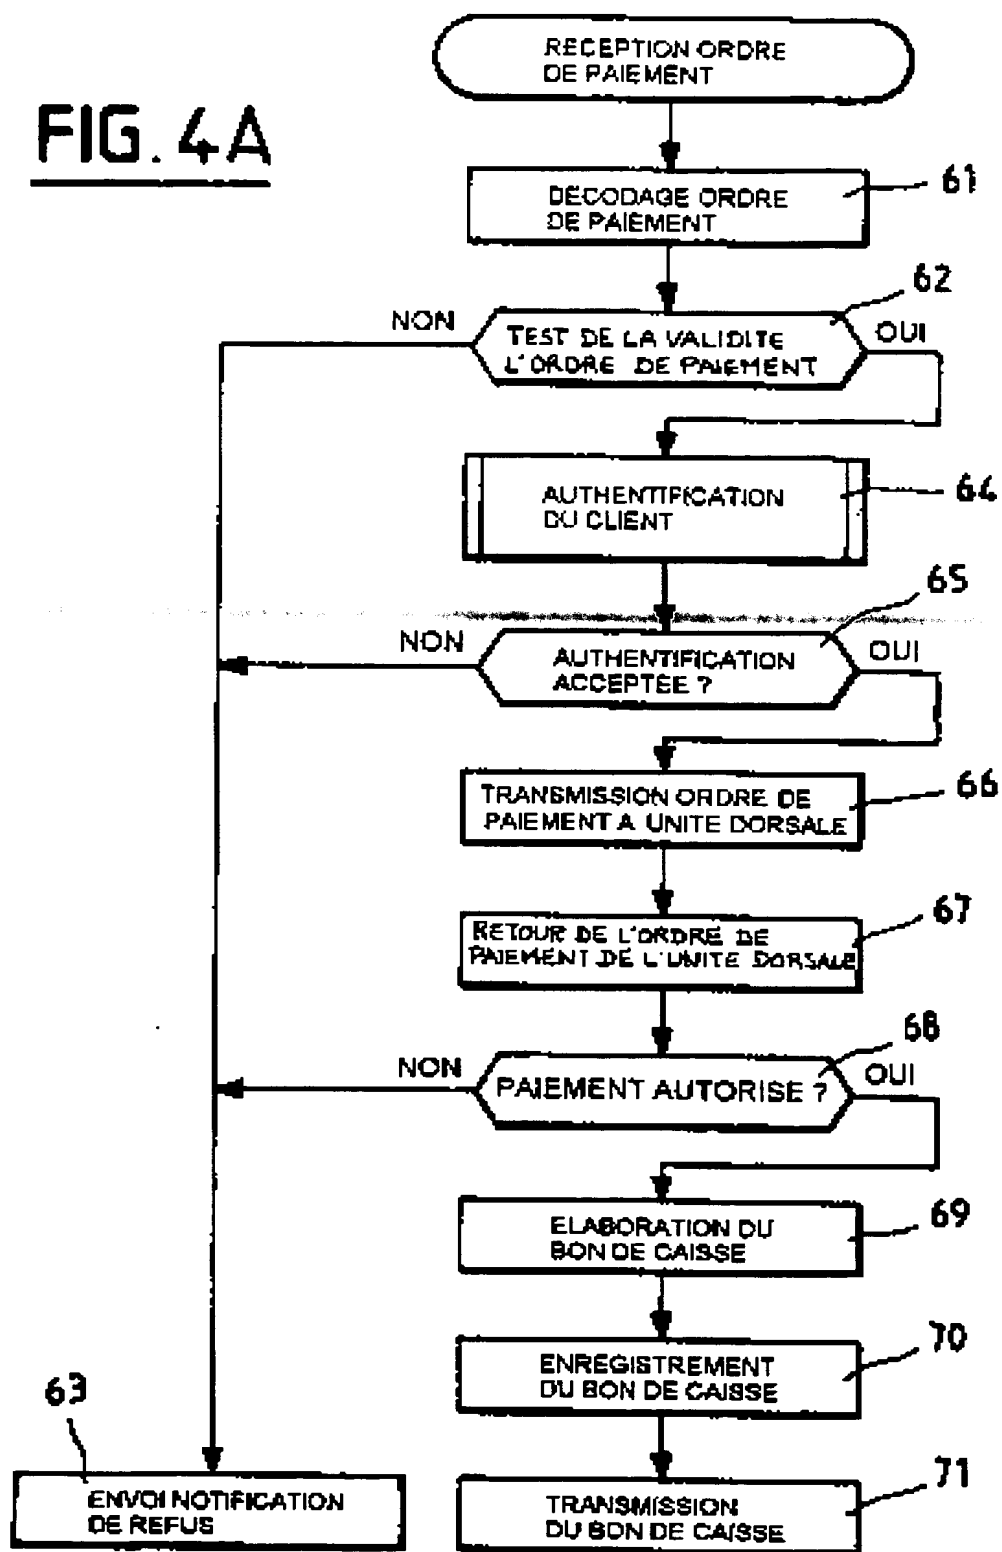 FIG. 4A
RECEPTION ORDRE
DE PAIEMENT
61
DECODAGE ORDRE
DE PAIEMENT
62
NON
OUI
TEST DE LA VALIDITE
L'ORDRE DE PAIEMENT
64
AUTHENTIFICATION
DU CLIENT
65
NON
OUI
AUTHENTIFICATION
ACCEPTÉE ?
66
TRANSMISSION ORDRE DE
PAIEMENT A UNITE DORSALE
67
RETOUR DE L'ORDRE DE
PAIEMENT DE L'UNITE DORSALE
68
NON
OUI
PAIEMENT AUTORISE ?
69
ELABORATION DU
BON DE CAISSE
70
ENREGISTREMENT
DU BON DE CAISSE
63
ENVOI NOTIFICATION
DE REFUS
71
TRANSMISSION
DU BON DE CAISSE